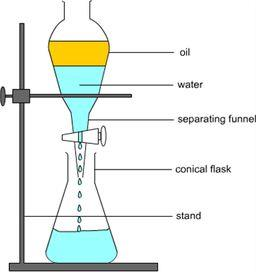 oil
water
separating funnel
conical flask
stand